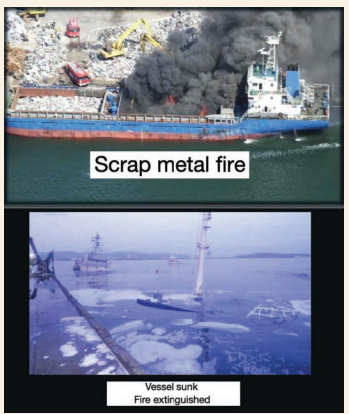 Scrap metal fire
Vessel sunk
Fire extinguished